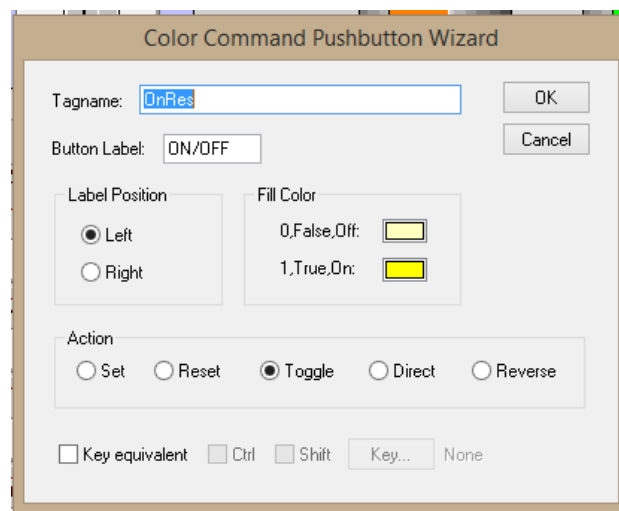 Color Command Pushbutton Wizard
Tagname: OnRes OK
Button Label: ON/OFF Cancel
Label Position Fill Color
Left 0,False,Off:
Right 1,True,On:
Action
Set Reset Toggle Direct Reverse
Key equivalent Ctrl Shift Key... None